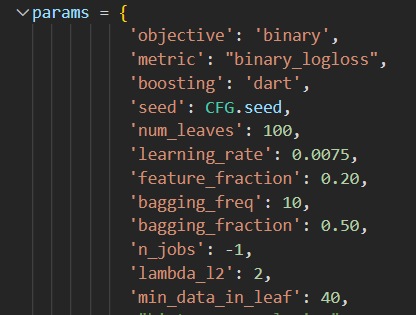 params = {
'objective': 'binary',
'metric': "binary_logloss",
'boosting': 'dart',
'seed': CFG.seed,
'num_leaves': 100,
'learning_rate': 0.0075,
'feature_fraction': 0.20,
'bagging_freq': 10,
'bagging_fraction': 0.50,
'n_jobs': -1,
'lambda_l2': 2,
'min_data_in_leaf': 40,